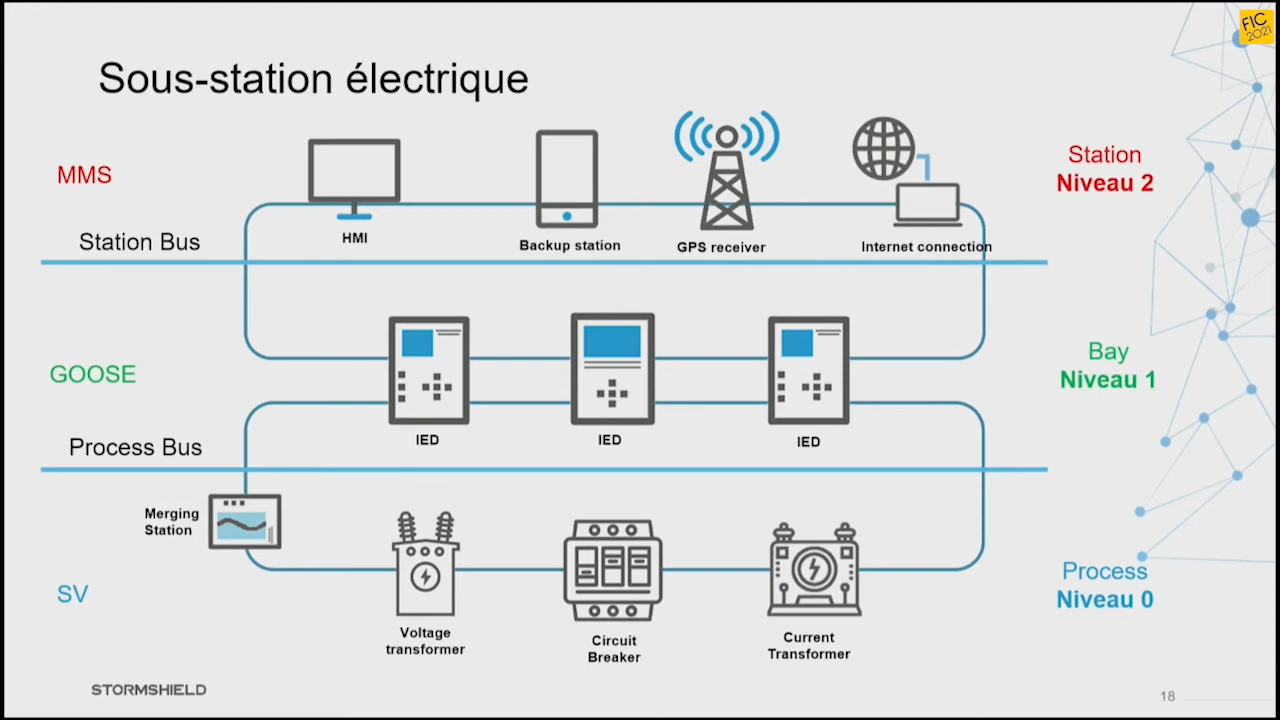 FIC
2021
Sous-station électrique
MMS
Station
Niveau 2
Station Bus
HMI
Backup station
GPS receiver
Internet connection
GOOSE
Bay
Niveau 1
IED
IED
IED
Process Bus
Merging
Station
SV
Process
Niveau 0
Voltage
transformer
Circuit
Breaker
Current
Transformer
STORMSHIELD
18